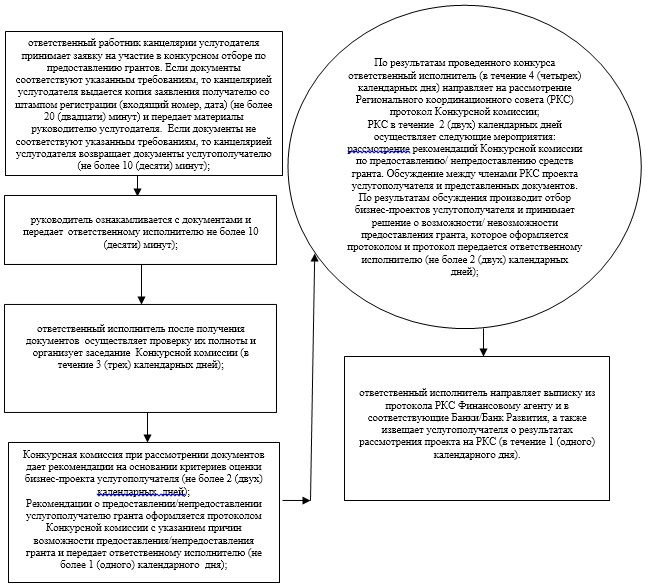 ответственный работник канцелярии услугодателя
принимает заявку на участие в конкурсном отборе по
предоставлению грантов. Если документы
соответствуют указанным требованиям, то канцелярией
услугодателя выдается копия заявления получателю со
штампом регистрации (входящий номер, дата) (не более
20 (двадцати) минут) и передает материалы
руководителю услугодателя. Если документы не
соответствуют указанным требованиям, то канцелярией
услугодателя возвращает документы услугополучателю
(не более 10 (десяти) минут);
руководитель ознакамливается с документами и
передает ответственному исполнителю не более 10
(десяти) минут);
ответственный исполнитель после получения
документов осуществляет проверку их полноты и
организует заседание Конкурсной комиссии (в
течение 3 (трех) календарных дней);
Конкурсная комиссия при рассмотрении документов
дает рекомендации на основании критериев оценки
бизнес-проекта услугополучателя (не более 2 (двух)
календарных дней);
Рекомендации о предоставлении/непредоставлении
услугополучателю гранта оформляется протоколом
Конкурсной комиссии с указанием причин
возможности предоставления/непредоставления
гранта и передает ответственному исполнителю (не
более 1 (одного) календарного дня);
По результатам проведенного конкурса
ответственный исполнитель (в течение 4 (четырех)
календарных дня) направляет на рассмотрение
Регионального координационного совета (РКС)
протокол Конкурсной комиссии;
РКС в течение 2 (двух) календарных дней
осуществляет следующие мероприятия:
рассмотрение рекомендаций Конкурсной комиссии
по предоставлению/ непредоставлению средств
гранта. Обсуждение между членами РКС проекта
услугополучателя и представленных документов.
По результатам обсуждения производит отбор
бизнес-проектов услугополучателя и принимает
решение о возможности/ невозможности
предоставления гранта, которое оформляется
протоколом и протокол передается ответственному
исполнителю (не более 2 (двух) календарных
дней);
ответственный исполнитель направляет выписку из
протокола РКС Финансовому агенту и в
соответствующие Банки/Банк Развития, а также
извещает услугополучателя о результатах
рассмотрения проекта на РКС (в течение 1 (одного)
календарного дня).